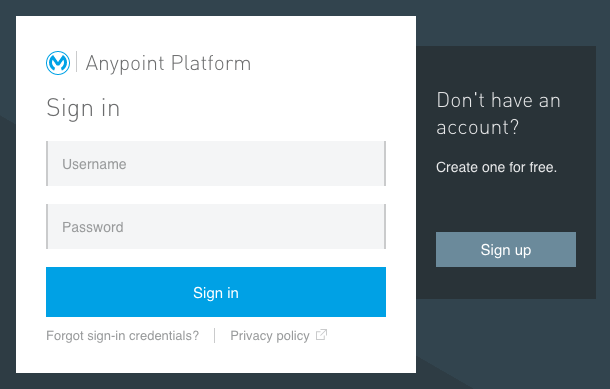 Anypoint Platform
Sign in
Username
Password
Sign in
Forgot sign-in credentials?
Privacy policy
Don't have an
account?
Create one for free.
Sign up